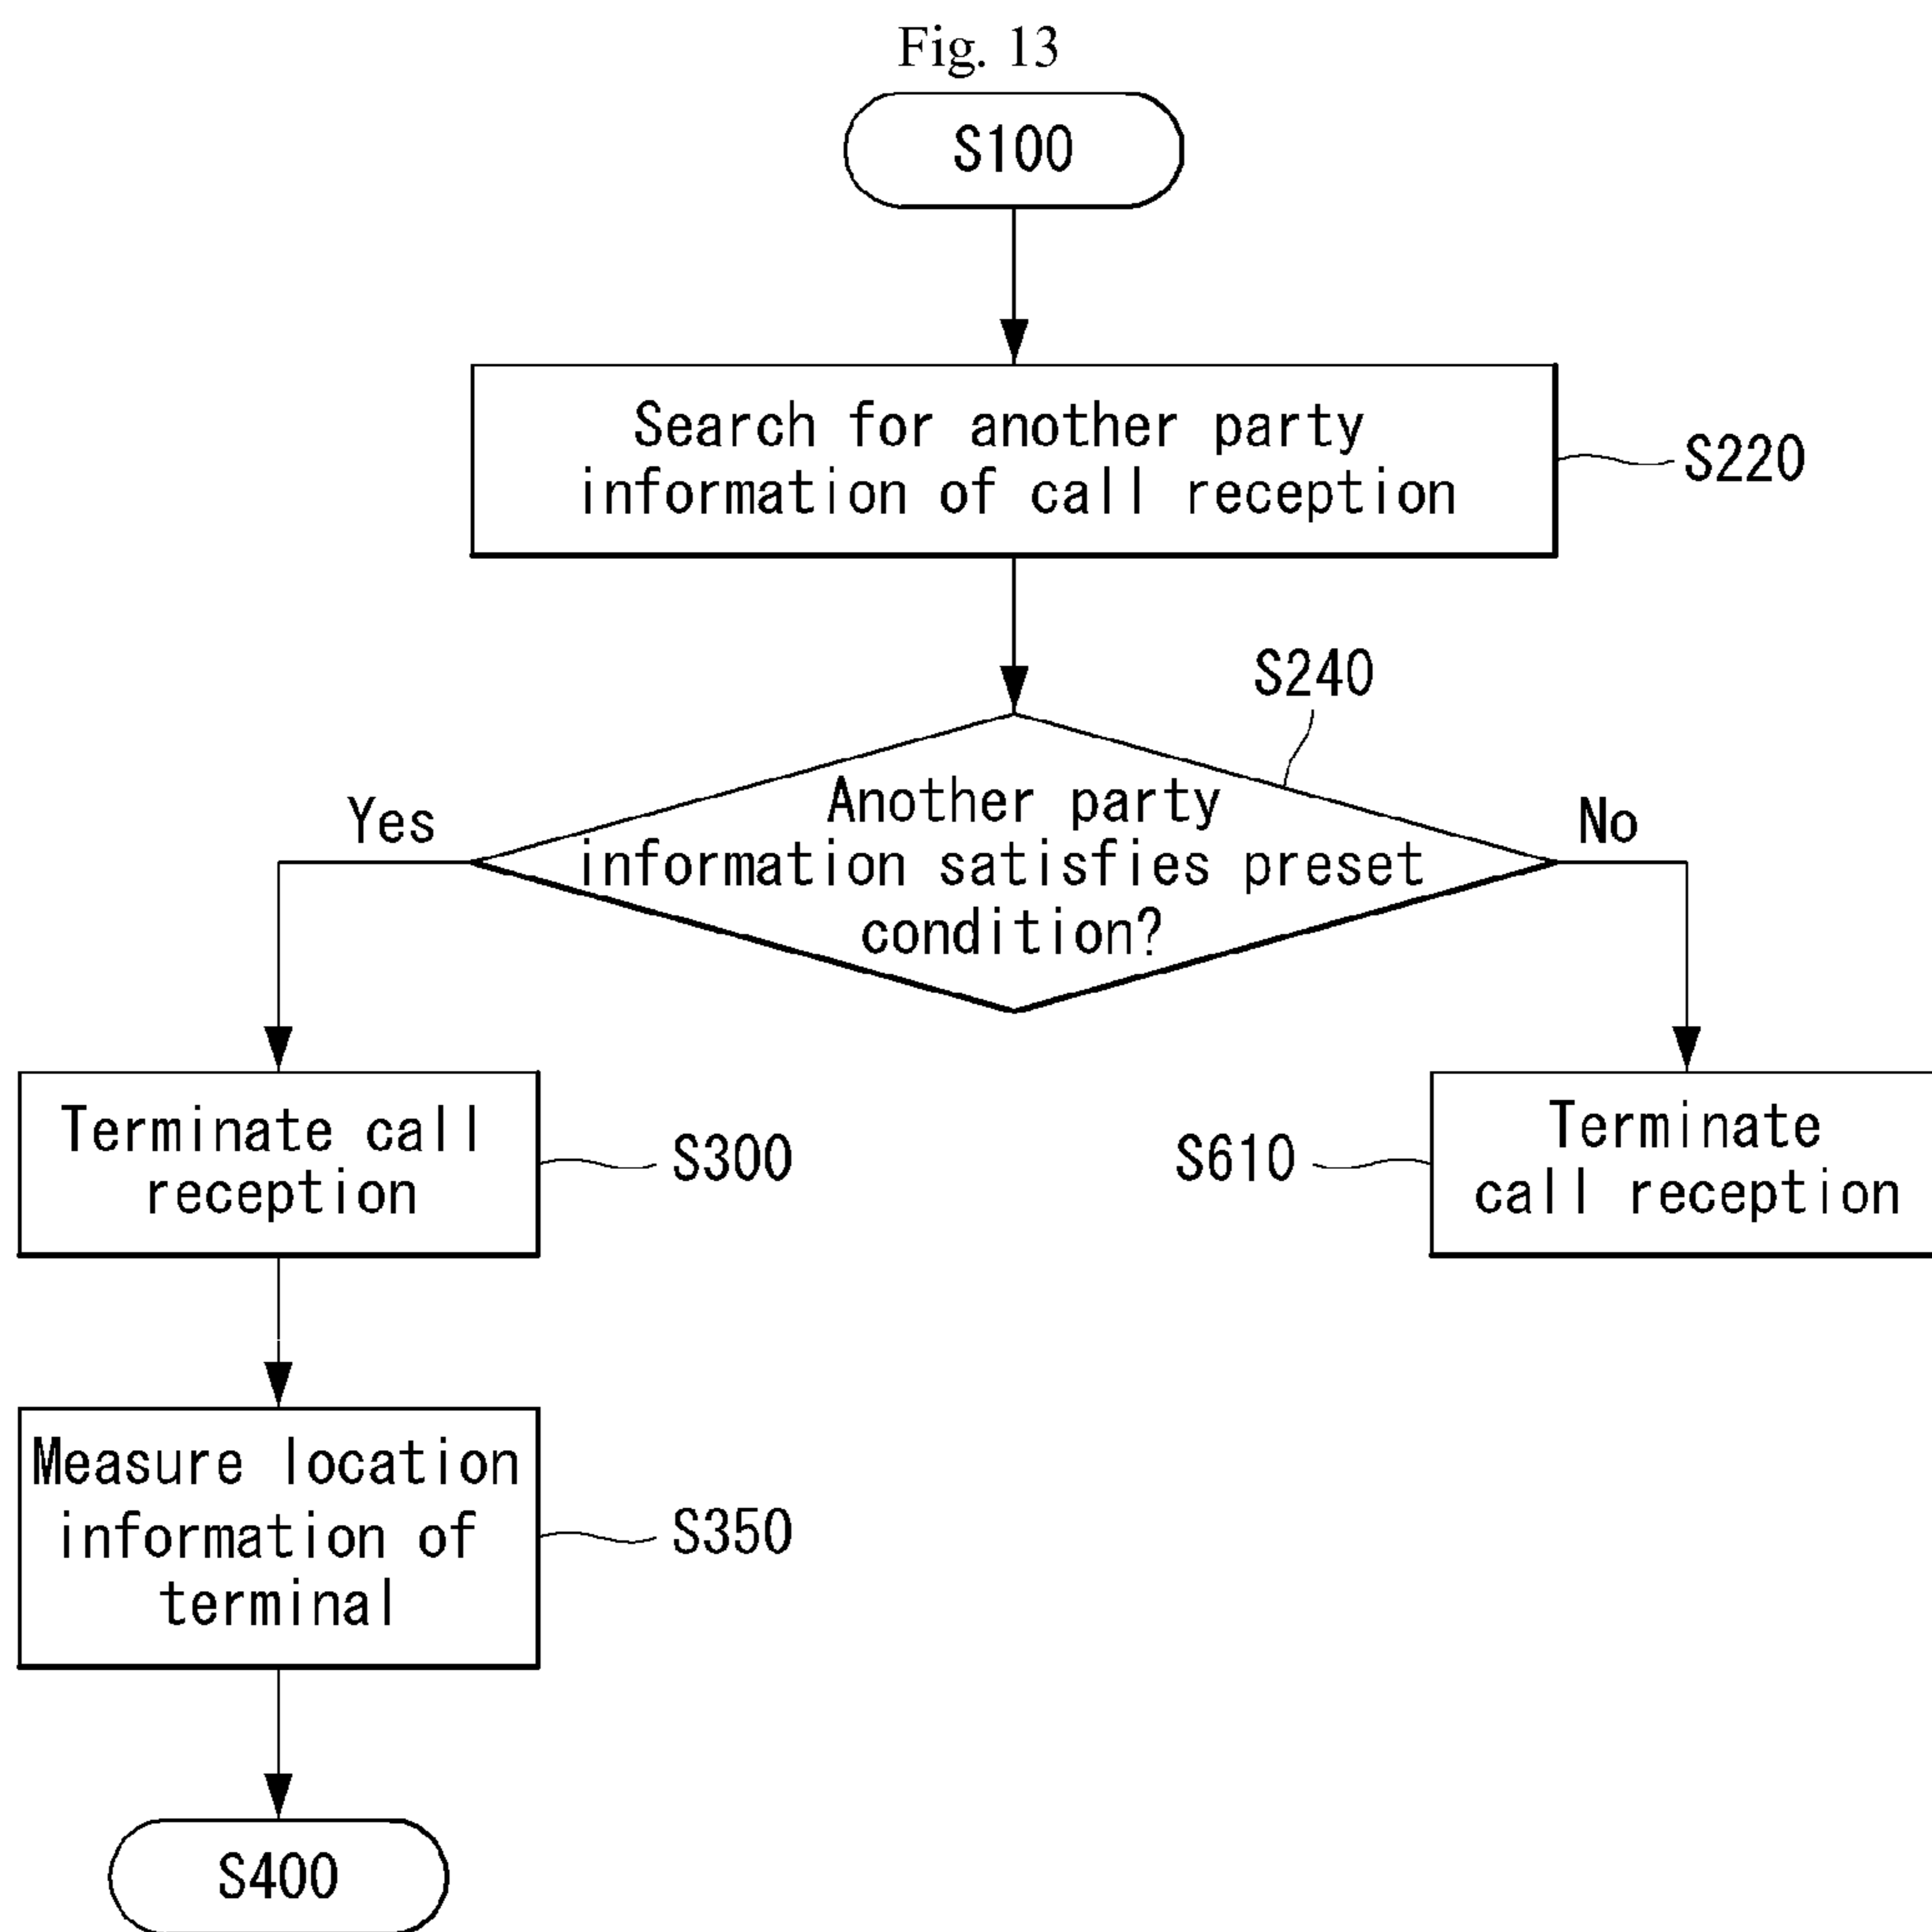 Fig. 13
S100
Search for another party
information of call reception
S220
S240
Another party
information satisfies preset
condition?
Yes
No
Terminate call
reception
S300
S610
Terminate
call reception
Measure location
information of
terminal
S350
S400